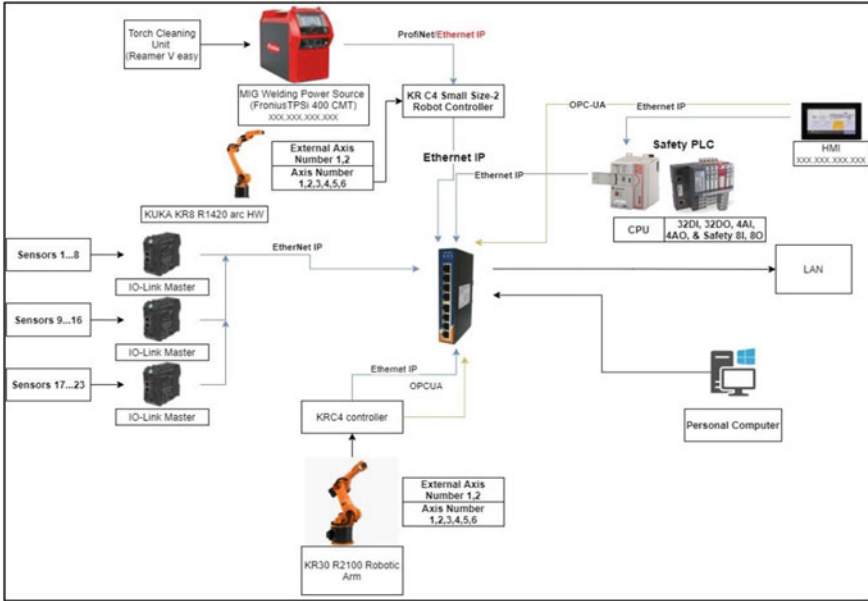 Torch Cleaning
Unit
(Reamer V easy
ProfiNet/Ethernet IP
MIG Welding Power Source
(FroniusTPSi 400 CMT)
XXX.XXX.XXX.XXX
KR C4 Small Size-2
Robot Controller
External Axis
Number 1,2
Axis Number
1,2,3,4,5,6
KUKA KR8 R1420 arc HW
Ethernet IP
OPC-UA
Ethernet IP
HMI
XXX.XXX.XXX.XXX
Safety PLC
Ethernet IP
CPU
32DI, 32DO, 4AI,
4AO, & Safety 8I, 8O
Sensors 1...8
IO-Link Master
EtherNet IP
Sensors 9...16
IO-Link Master
Sensors 17...23
IO-Link Master
LAN
Personal Computer
Ethernet IP
OPCUA
KRC4 controller
External Axis
Number 1,2
Axis Number
1,2,3,4,5,6
KR30 R2100 Robotic
Arm